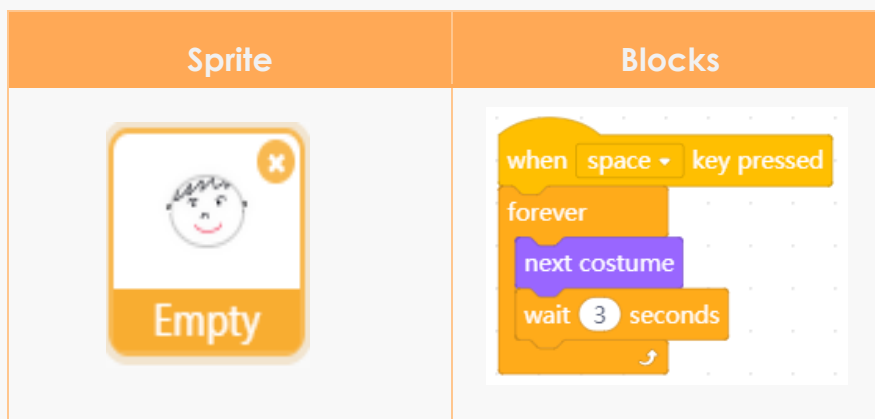 Sprite
Blocks
Empty
when space key pressed
forever
next costume
wait 3 seconds